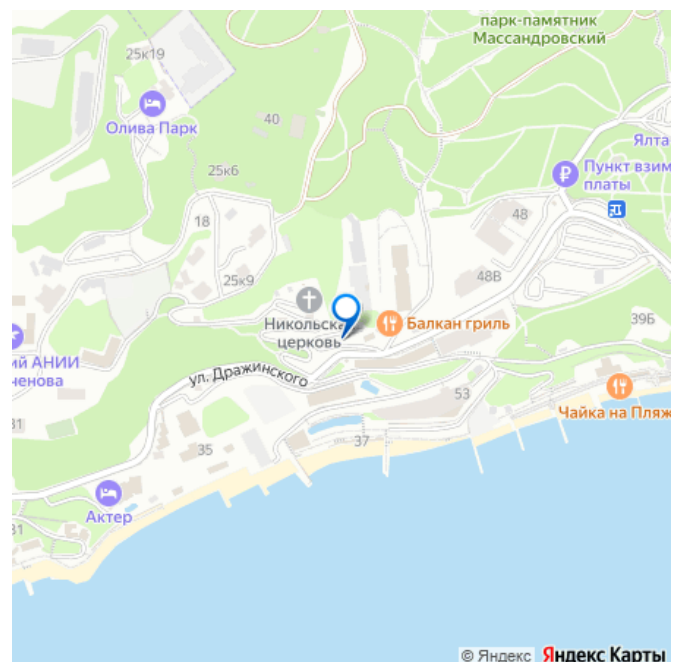 парк-памятник
Массандровский
25к19
Олива Парк
40
Ялта
25к6
Пункт взим
платы
18
48
25к9
48В
Никольская
церковь
Балкан гриль
39Б
ий АНИИ
ченова
ул. Дражинского
53
Чайка на Пляж
31
35
37
Актер
31
© Яндекс Яндекс Карты